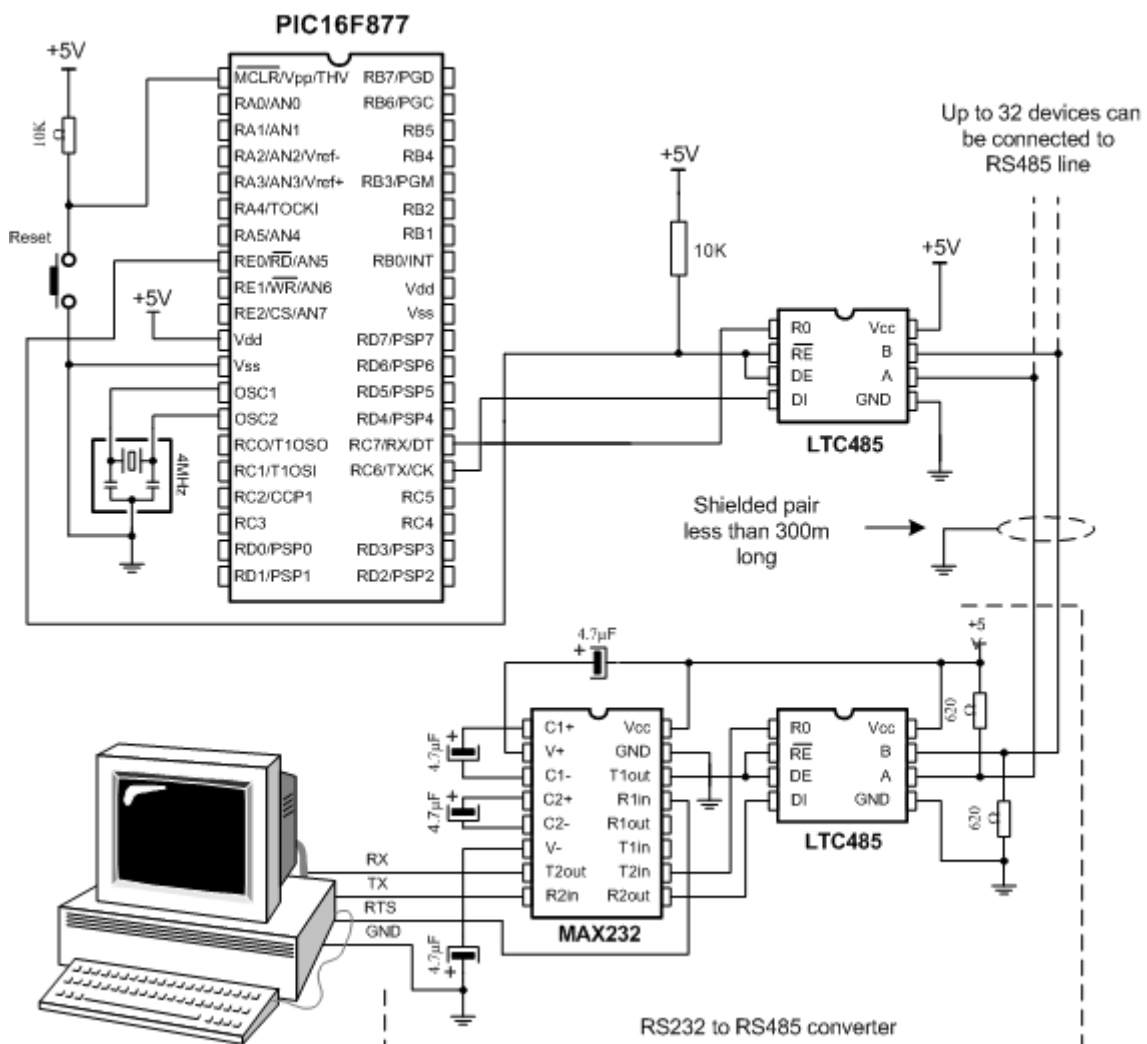 PIC16F877
+5V
10K
Ω
Reset
+5V
MCLR/Vpp/THV
RA0/AN0
RA1/AN1
RA2/AN2/Vref-
RA3/AN3/Vref+
RA4/TOCKI
RA5/AN4
RE0/RD/AN5
RE1/WR/AN6
RE2/CS/AN7
Vdd
Vss
OSC1
OSC2
RCO/T1OSO
RC1/T1OSI
RC2/CCP1
RC3
RD0/PSP0
RD1/PSP1
RB7/PGD
RB6/PGC
RB5
RB4
RB3/PGM
RB2
RB1
RB0/INT
Vdd
Vss
RD7/PSP7
RD6/PSP6
RD5/PSP5
RD4/PSP4
RC7/RX/DT
RC6/TX/CK
RC5
RC4
RD3/PSP3
RD2/PSP2
4MHz
+5V
10K
Up to 32 devices can
be connected to
RS485 line
+5V
R0
RE
DE
DI
Vcc
B
A
GND
LTC485
Shielded pair
less than 300m
long
4.7µF
+
+5
V
620
Ω
620
Ω
+
4.7µF
+
4.7µF
C1+
V+
C1-
C2+
C2-
V-
T2out
R2in
Vcc
GND
T1out
R1in
R1out
T1in
T2in
R2out
MAX232
R0
RE
DE
DI
Vcc
B
A
GND
LTC485
RX
TX
RTS
GND
4.7µF
+
RS232 to RS485 converter